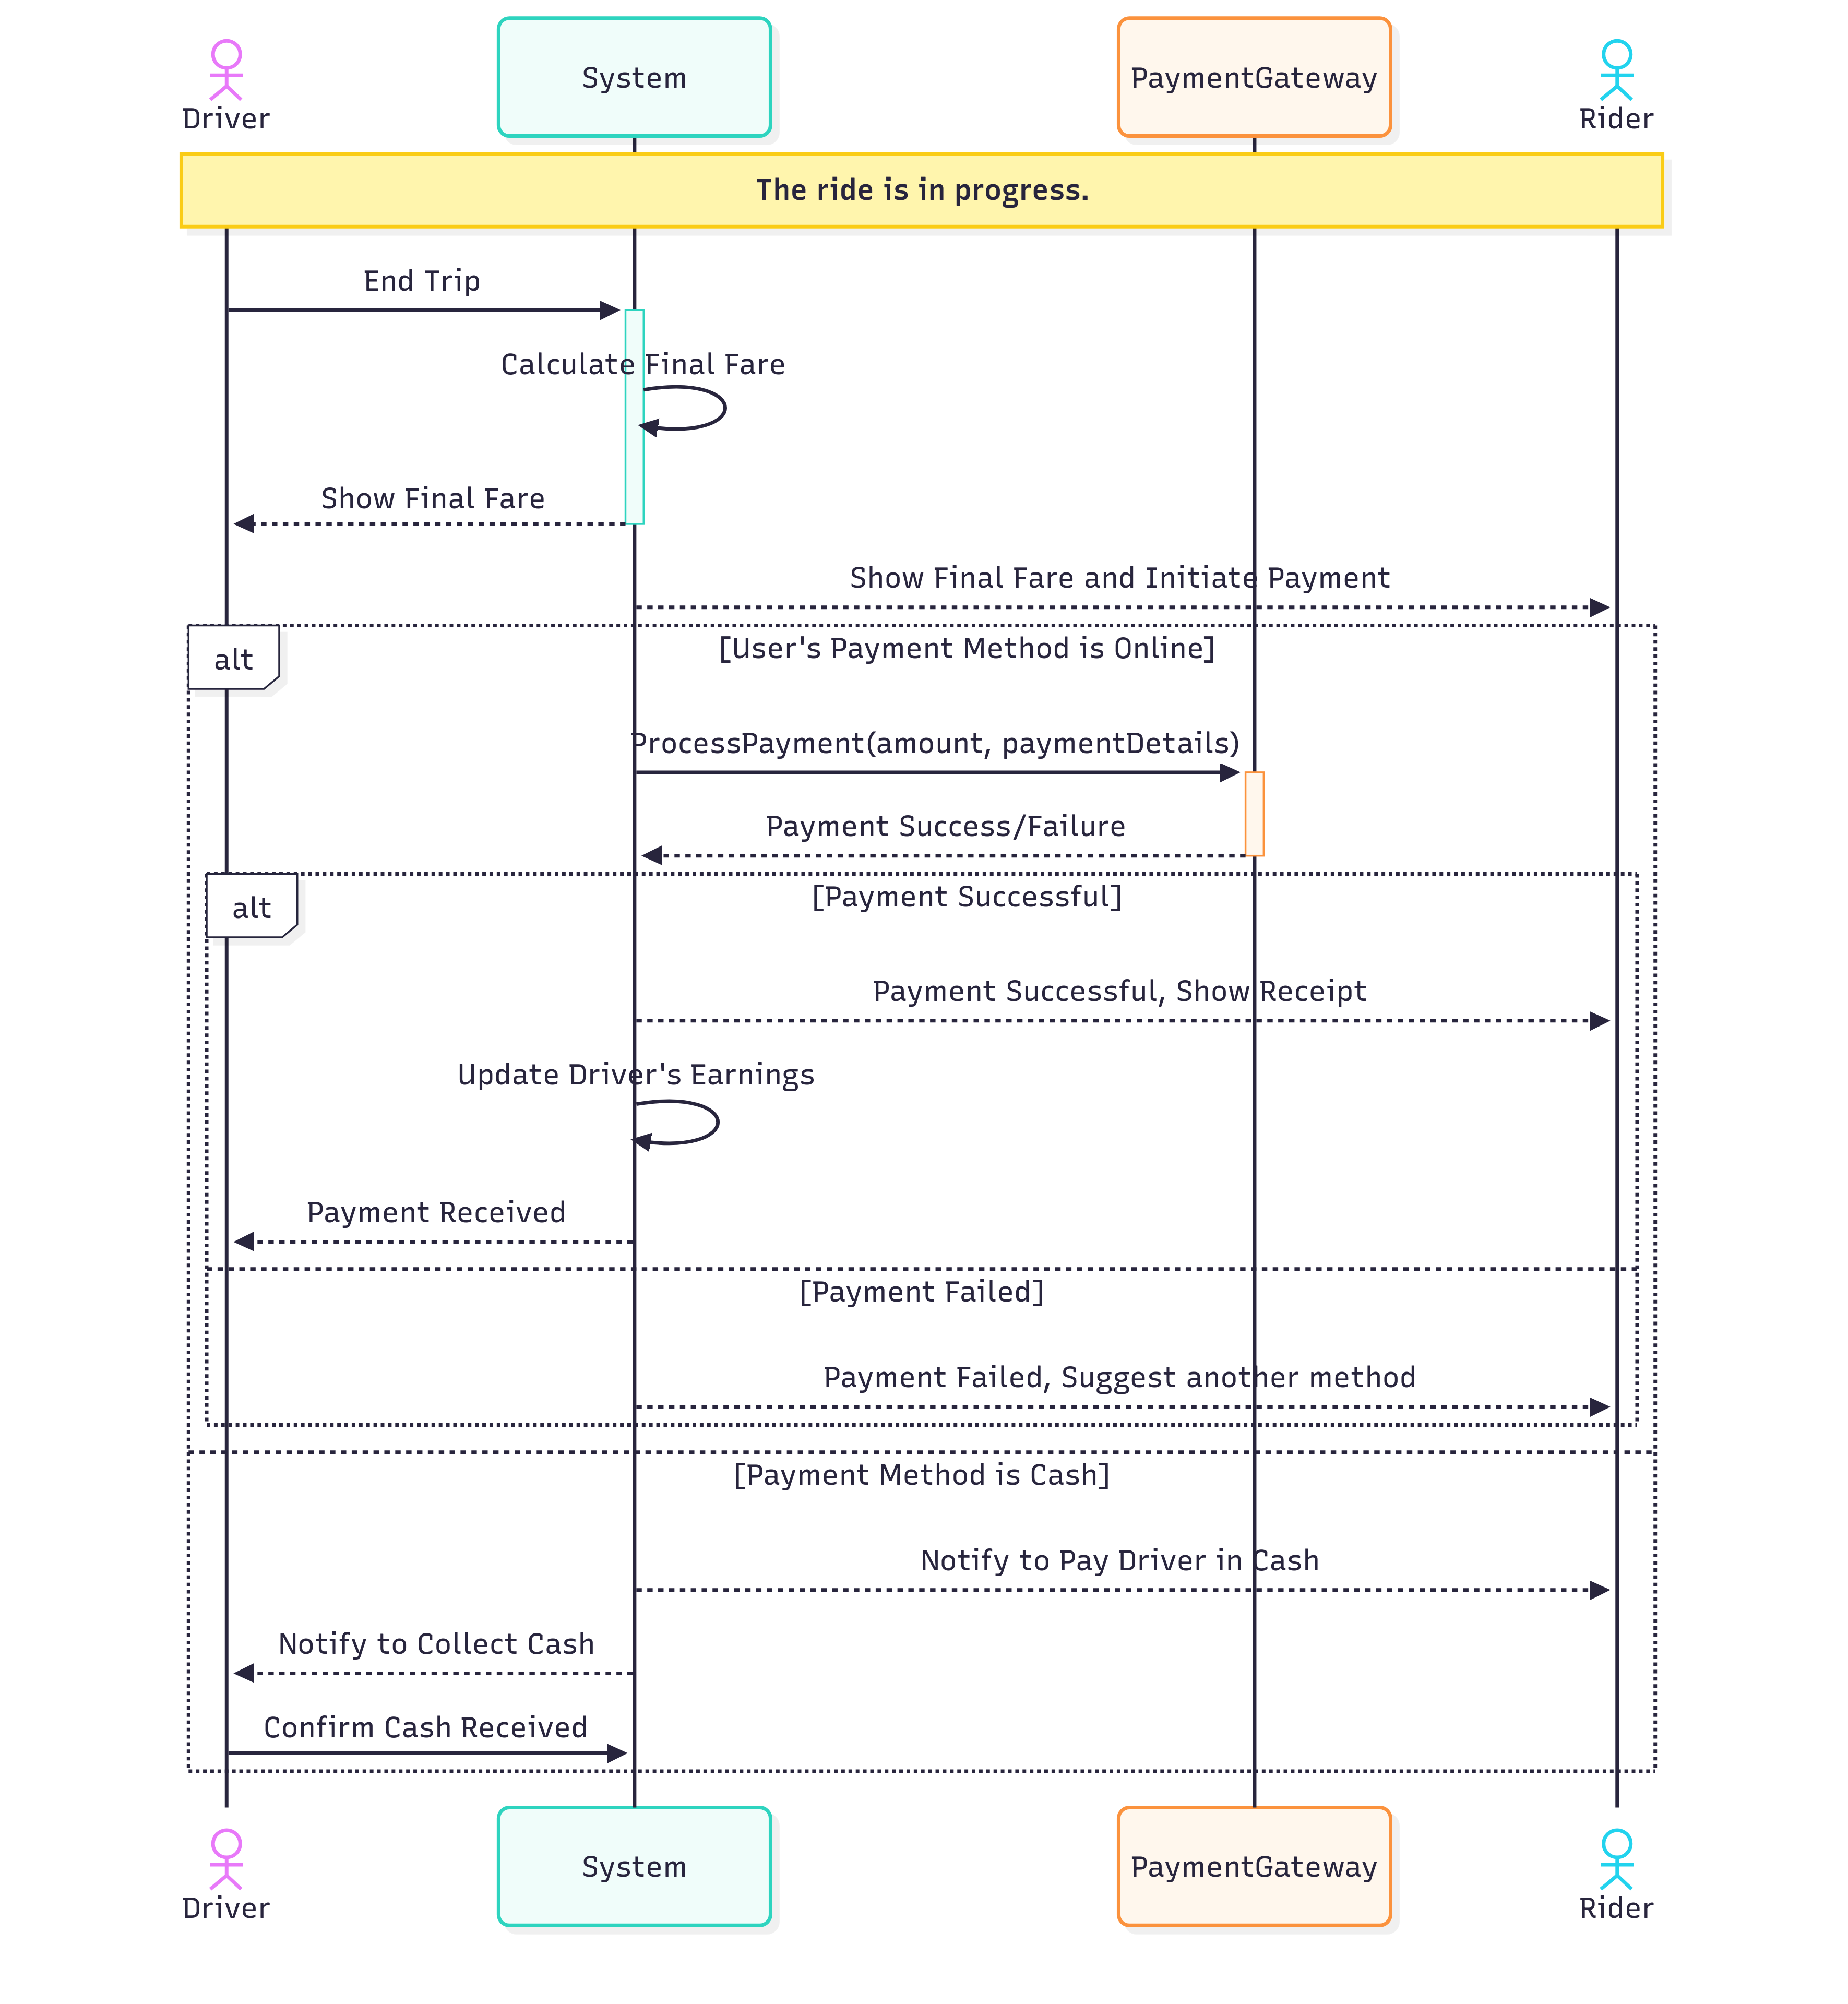 Driver
System
PaymentGateway
Rider
The ride is in progress.
End Trip
Calculate Final Fare
Show Final Fare
Show Final Fare and Initiate Payment
alt
[User's Payment Method is Online]
ProcessPayment(amount, paymentDetails)
Payment Success/Failure
alt
[Payment Successful]
Payment Successful, Show Receipt
Update Driver's Earnings
Payment Received
[Payment Failed]
Payment Failed, Suggest another method
[Payment Method is Cash]
Notify to Pay Driver in Cash
Notify to Collect Cash
Confirm Cash Received
Driver
System
PaymentGateway
Rider